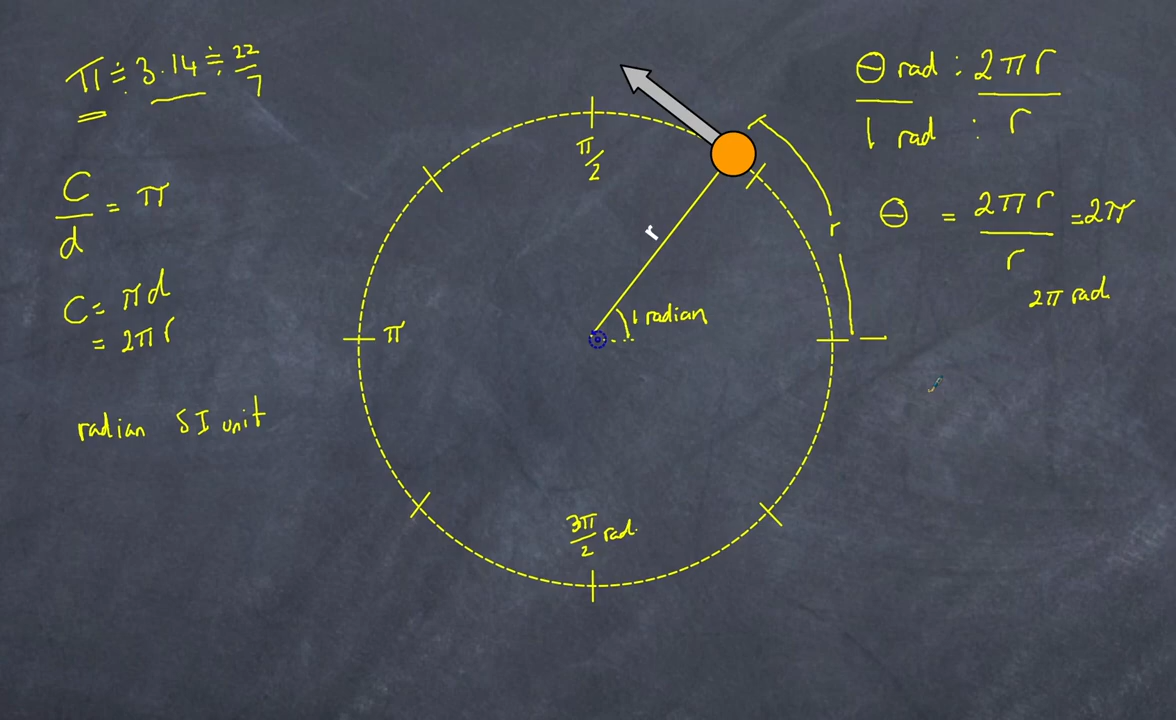 π ≑ 3.14 ≑ 22/7
C/d = π
C = πd
= 2πr
radian SI unit
π/2
r
r
1 radian
π
3π/2 rad.
θ rad : 2πr
1 rad : r
θ = 2πr/r = 2π
2π rad.